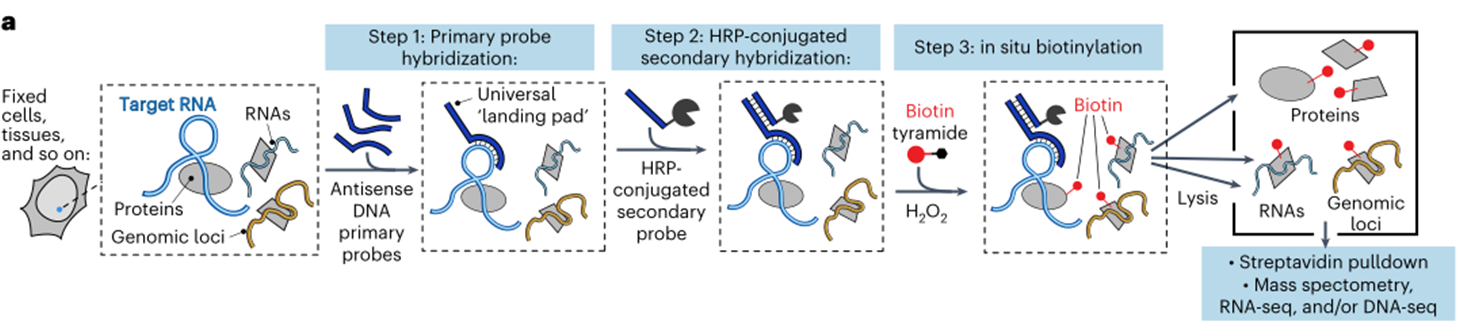 a
Step 1: Primary probe
hybridization:
Step 2: HRP-conjugated
secondary hybridization:
Step 3: in situ biotinylation
Fixed
cells,
tissues,
and so on:
Target RNA
RNAs
Proteins
Genomic loci
Antisense
DNA
primary
probes
Universal
‘landing pad’
HRP-
conjugated
secondary
probe
Biotin
tyramide
H₂O₂
Biotin
Lysis
Proteins
RNAs
Genomic
loci
• Streptavidin pulldown
• Mass spectometry,
RNA-seq, and/or DNA-seq